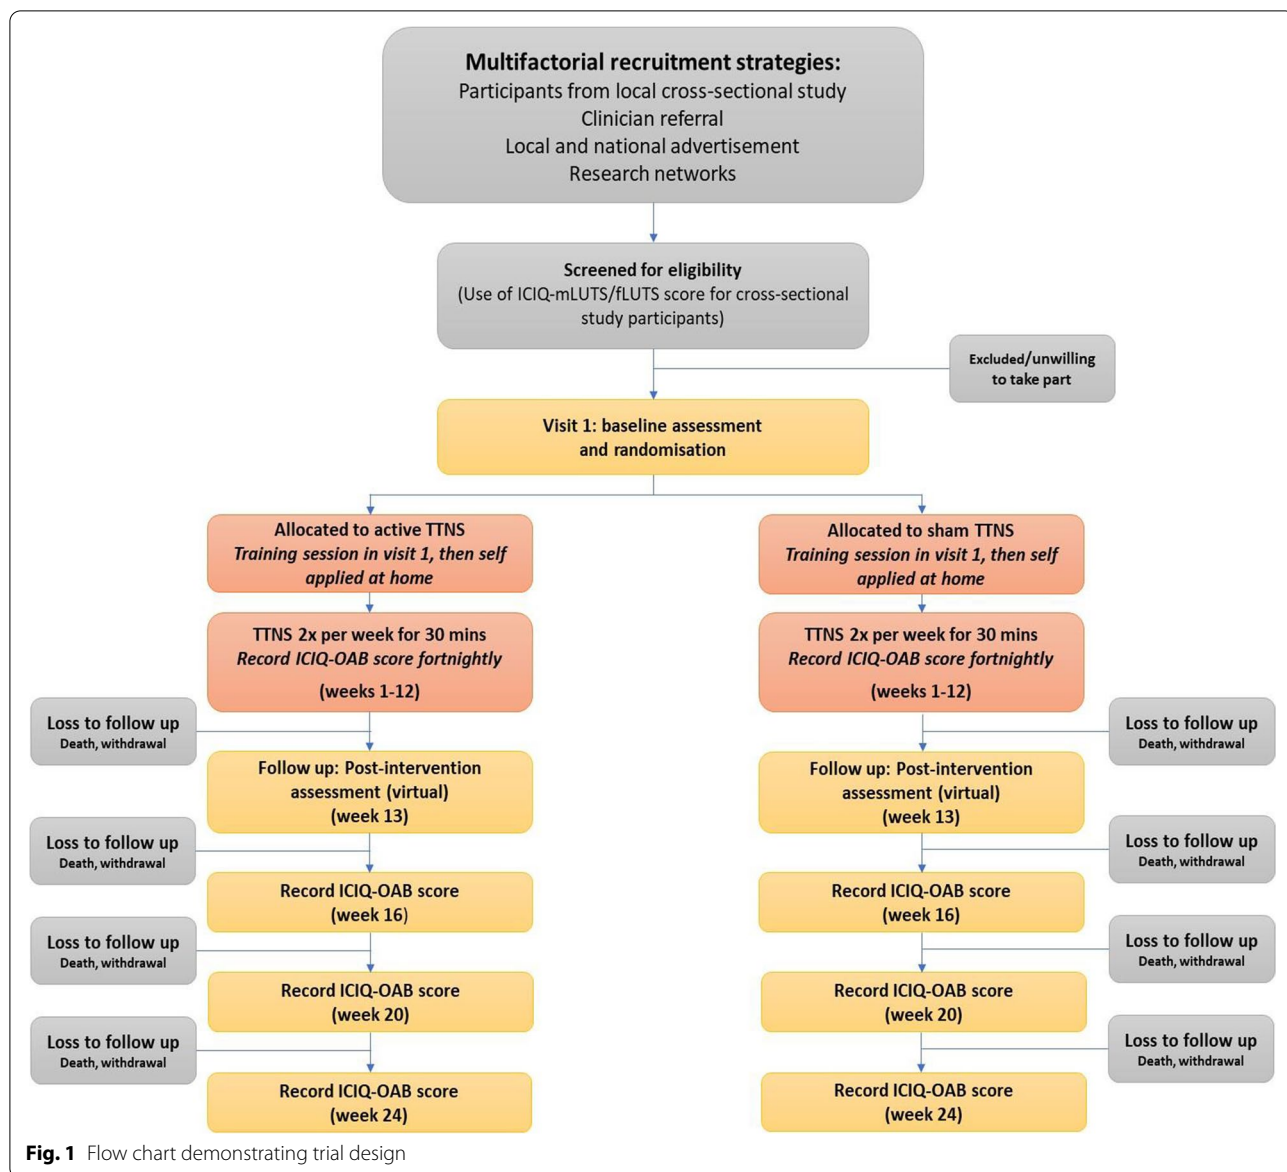 Multifactorial recruitment strategies:
Participants from local cross-sectional study
Clinician referral
Local and national advertisement
Research networks
Screened for eligibility
(Use of ICIQ-mLUTS/fLUTS score for cross-sectional
study participants)
Excluded/unwilling
to take part
Visit 1: baseline assessment
and randomisation
Allocated to active TTNS
Training session in visit 1, then self
applied at home
TTNS 2x per week for 30 mins
Record ICIQ-OAB score fortnightly
(weeks 1-12)
Loss to follow up
Death, withdrawal
Follow up: Post-intervention
assessment (virtual)
(week 13)
Loss to follow up
Death, withdrawal
Record ICIQ-OAB score
(week 16)
Loss to follow up
Death, withdrawal
Record ICIQ-OAB score
(week 20)
Loss to follow up
Death, withdrawal
Record ICIQ-OAB score
(week 24)
Allocated to sham TTNS
Training session in visit 1, then self
applied at home
TTNS 2x per week for 30 mins
Record ICIQ-OAB score fortnightly
(weeks 1-12)
Loss to follow up
Death, withdrawal
Follow up: Post-intervention
assessment (virtual)
(week 13)
Loss to follow up
Death, withdrawal
Record ICIQ-OAB score
(week 16)
Loss to follow up
Death, withdrawal
Record ICIQ-OAB score
(week 20)
Loss to follow up
Death, withdrawal
Record ICIQ-OAB score
(week 24)
Fig. 1 Flow chart demonstrating trial design